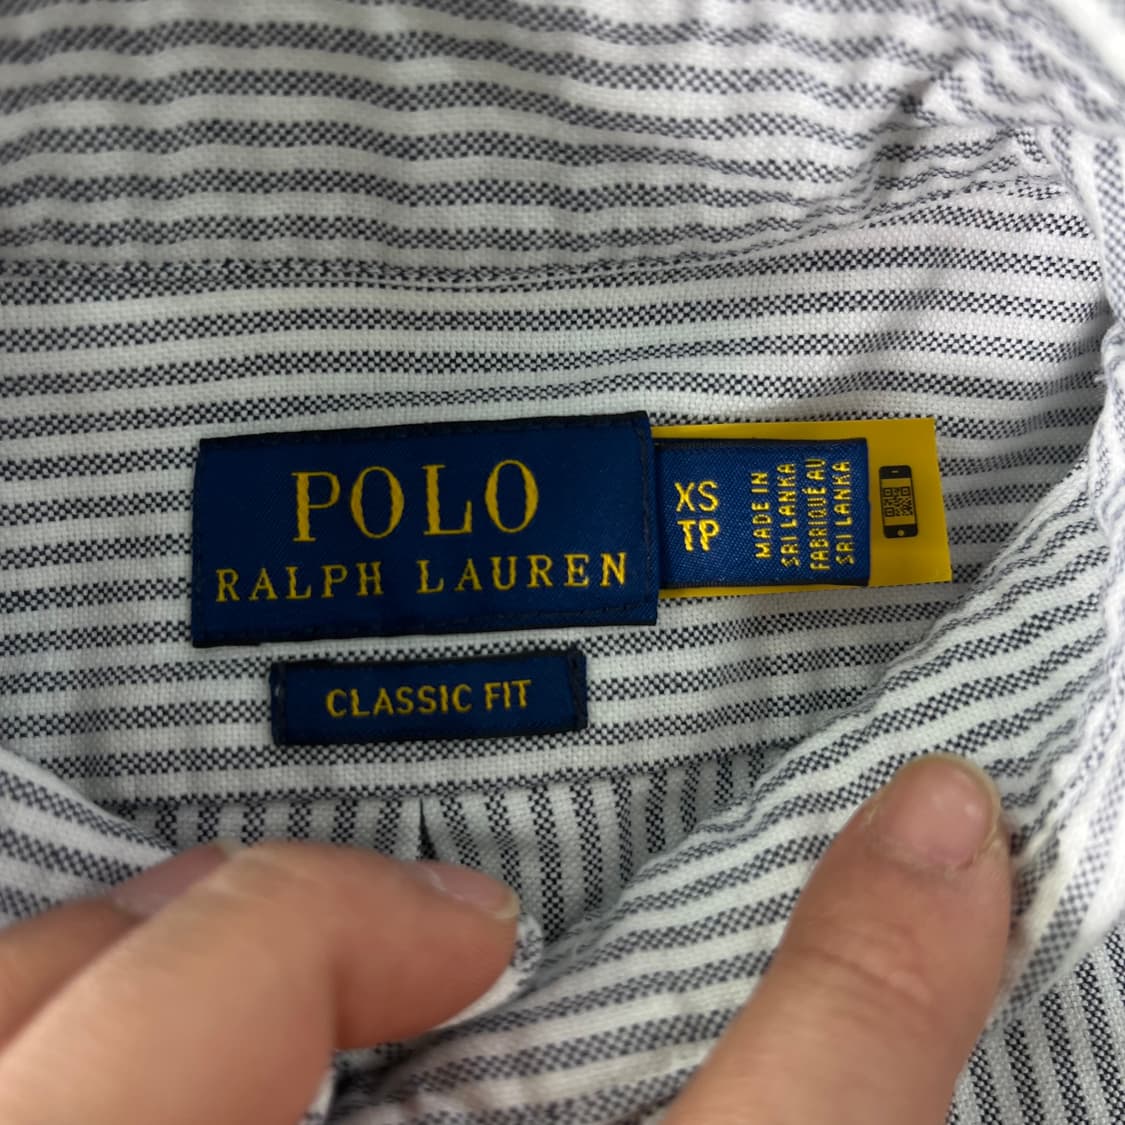 POLO
RALPH LAUREN
XS
TP
MADE IN
SRI LANKA
FABRIQUÉ AU
SRI LANKA
CLASSIC FIT